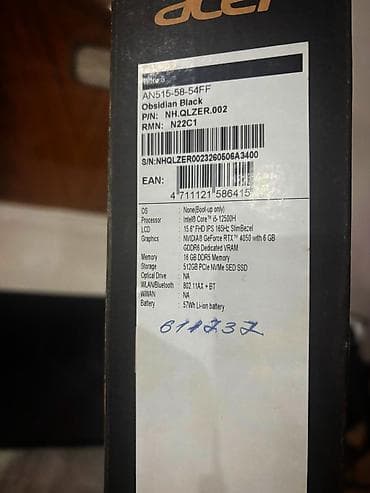 acer
AN515-58-54FF
Obsidian Black
P/N: NH.QLZER.002
RMN: N22C1
S/N:NHQLZER0023260506A3400
EAN:
4 711121 586415
OS : None(Boot-up only)
Processor : Intel® Core™ i5-12500H
LCD : 15.6" FHD IPS 165Hz SlimBezel
Graphics : NVIDIA® GeForce RTX™ 4050 with 6 GB
GDDR6 Dedicated VRAM
Memory : 16 GB DDR5 Memory
Storage : 512GB PCIe NVMe SED SSD
Optical Drive : NA
WLAN/Bluetooth : 802.11AX + BT
WWAN : NA
Battery : 57Wh Li-ion battery